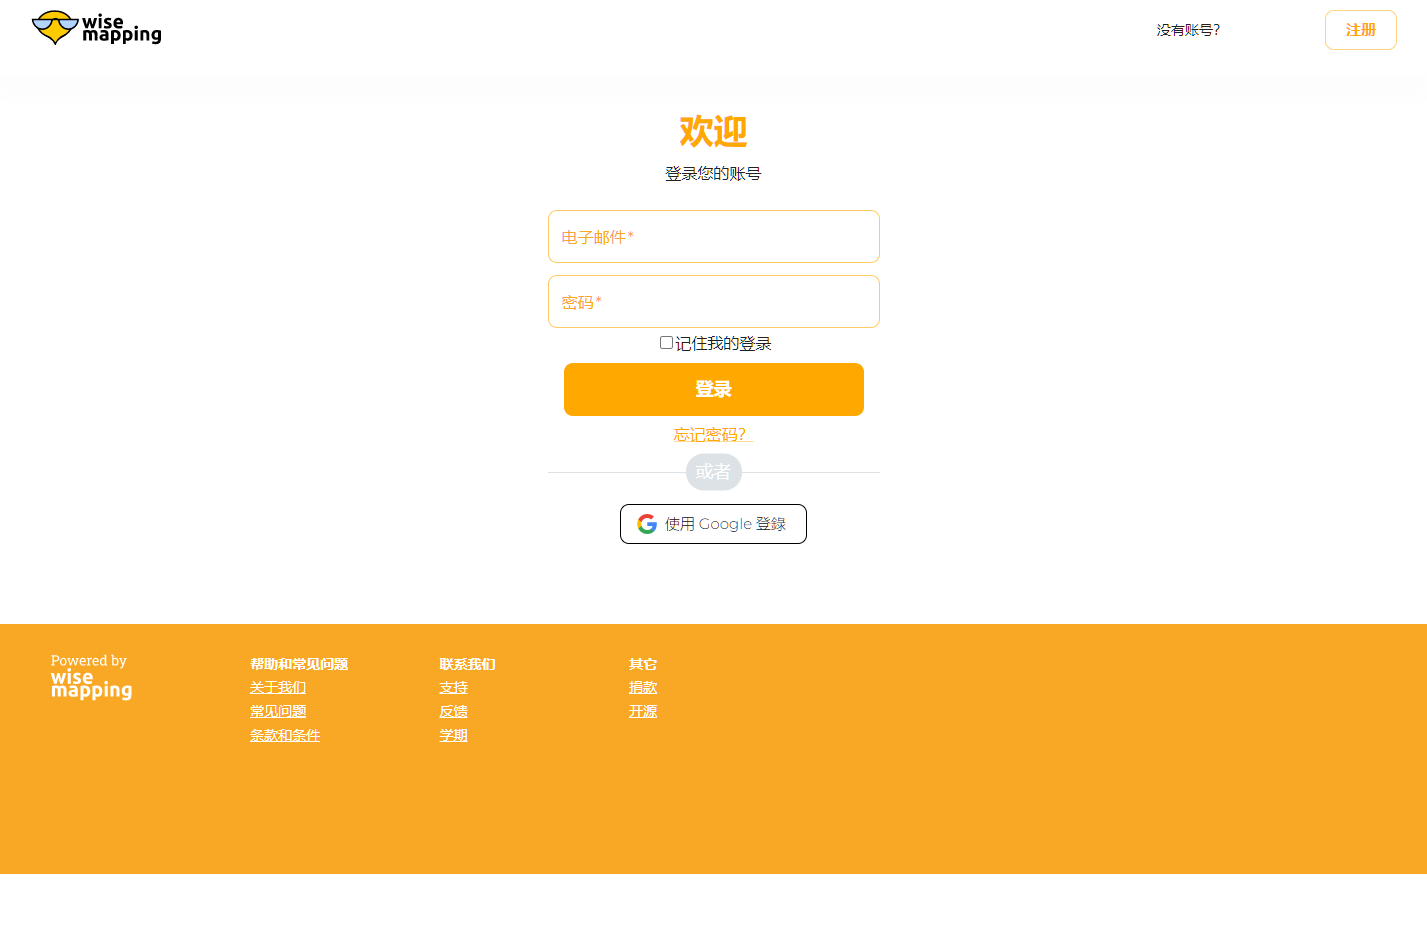 wise
mapping
没有账号?
注册
欢迎
登录您的账号
电子邮件*
密码*
记住我的登录
登录
忘记密码?
或者
使用 Google 登錄
Powered by
wise
mapping
帮助和常见问题
关于我们
常见问题
条款和条件
联系我们
支持
反馈
学期
其它
捐款
开源